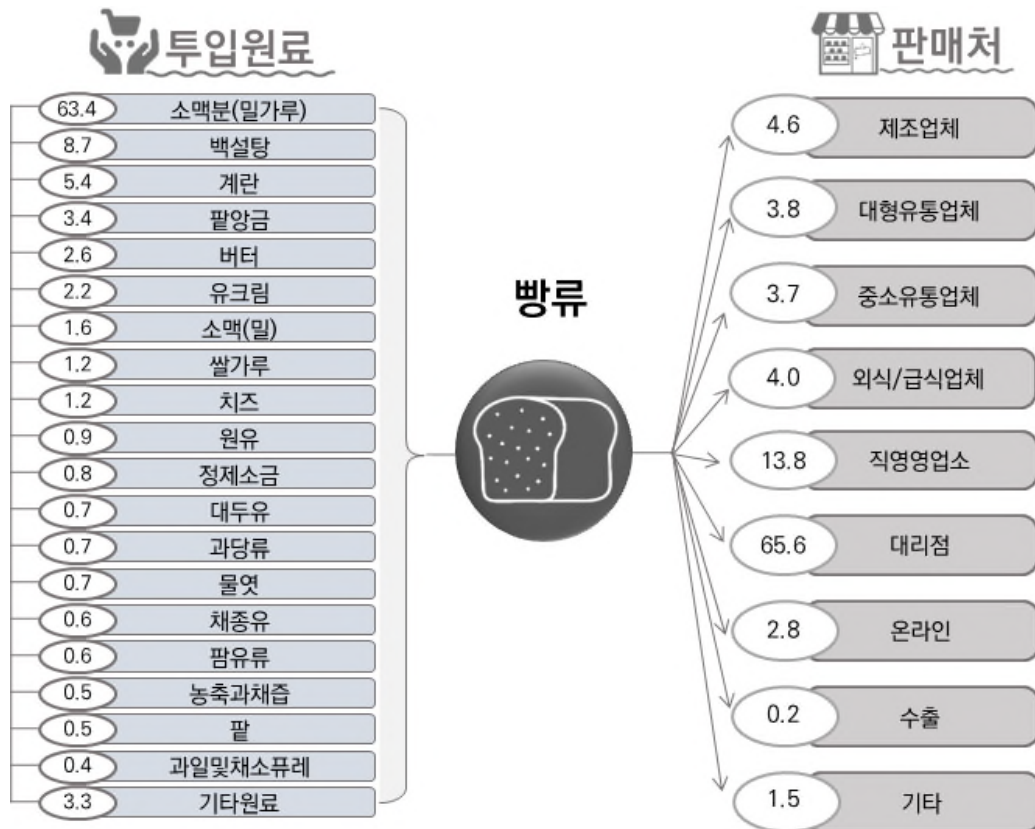 투입원료
63.4 소맥분(밀가루)
8.7 백설탕
5.4 계란
3.4 팥앙금
2.6 버터
2.2 유크림
1.6 소맥(밀)
1.2 쌀가루
1.2 치즈
0.9 원유
0.8 정제소금
0.7 대두유
0.7 과당류
0.7 물엿
0.6 채종유
0.6 팜유류
0.5 농축과채즙
0.5 팥
0.4 과일및채소퓨레
3.3 기타원료
빵류
판매처
4.6 제조업체
3.8 대형유통업체
3.7 중소유통업체
4.0 외식/급식업체
13.8 직영영업소
65.6 대리점
2.8 온라인
0.2 수출
1.5 기타